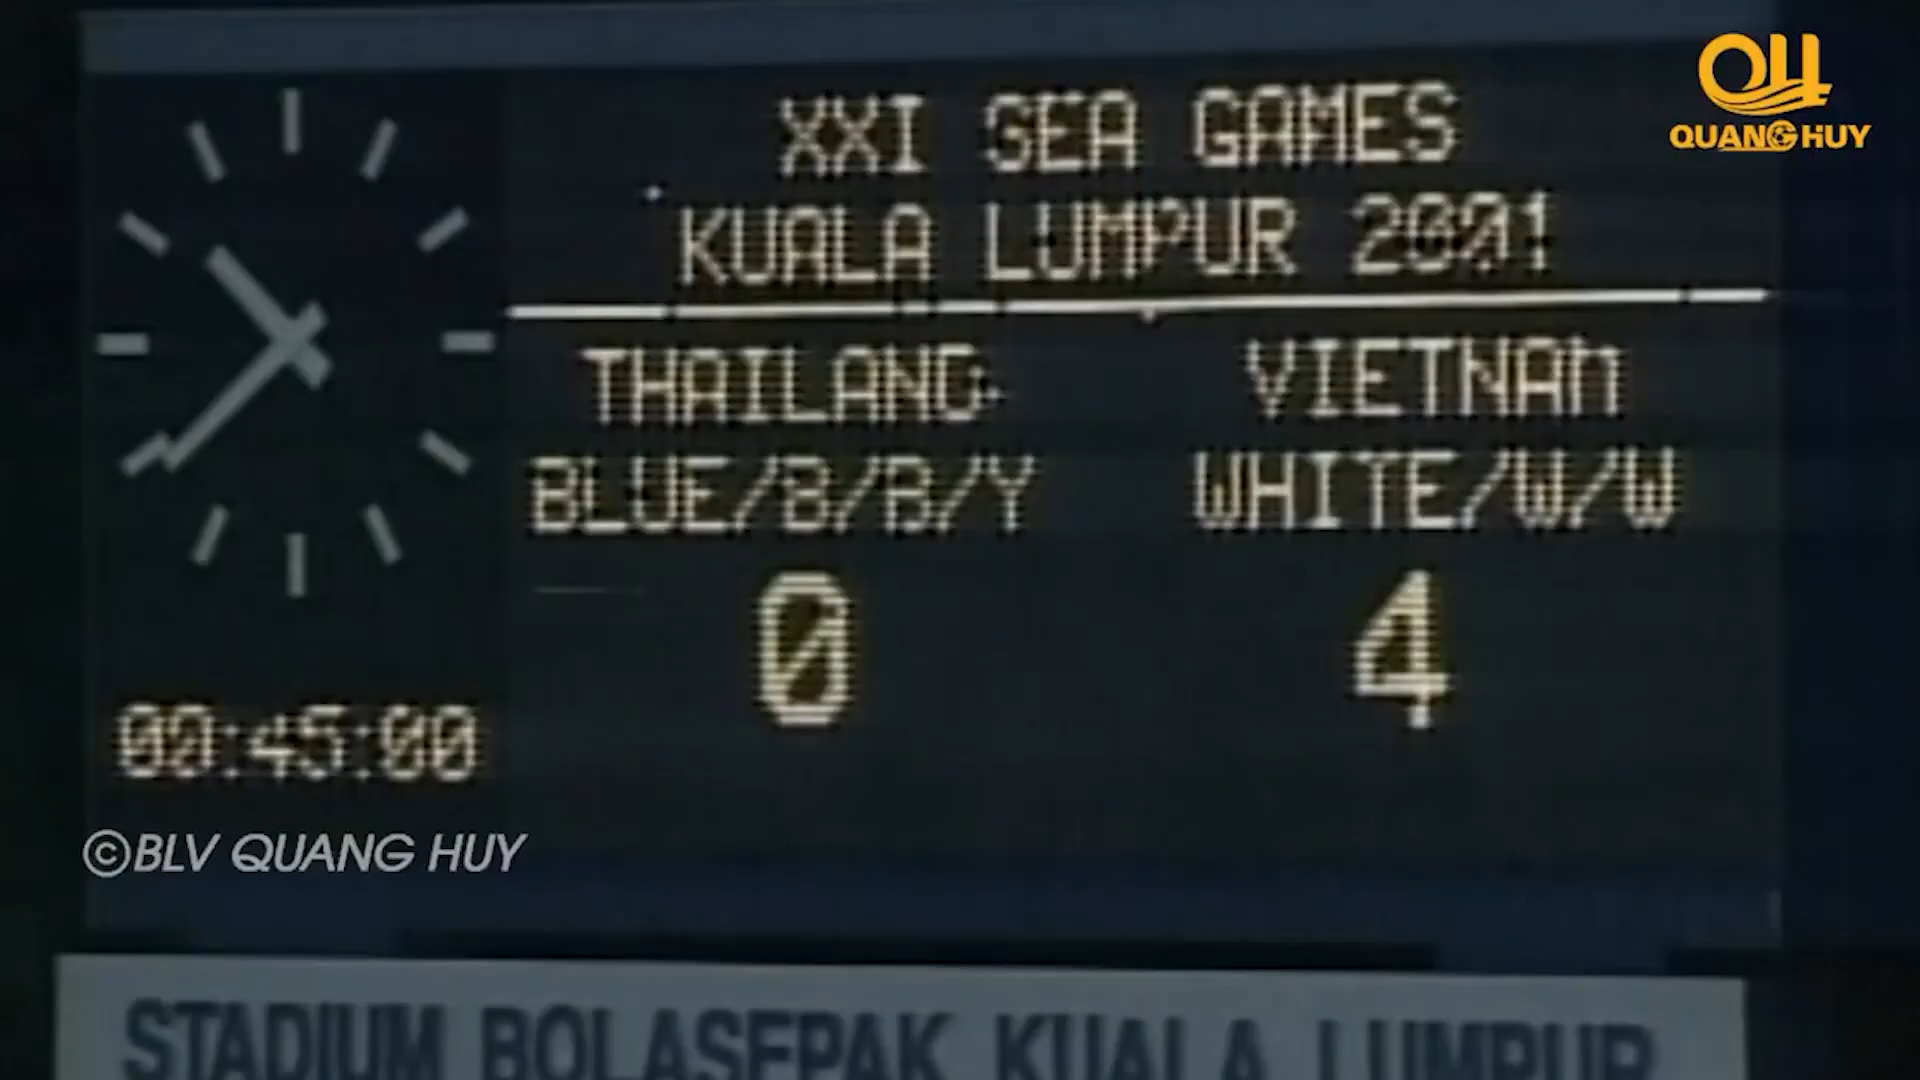 QH
QUANG HUY
XXI SEA GAMES
KUALA LUMPUR 2001
THAILAND VIETNAM
BLUE/B/B/Y WHITE/W/W
0 4
00:45:00
©BLV QUANG HUY
STADIUM BOLASEPAK KUALA LUMPUR